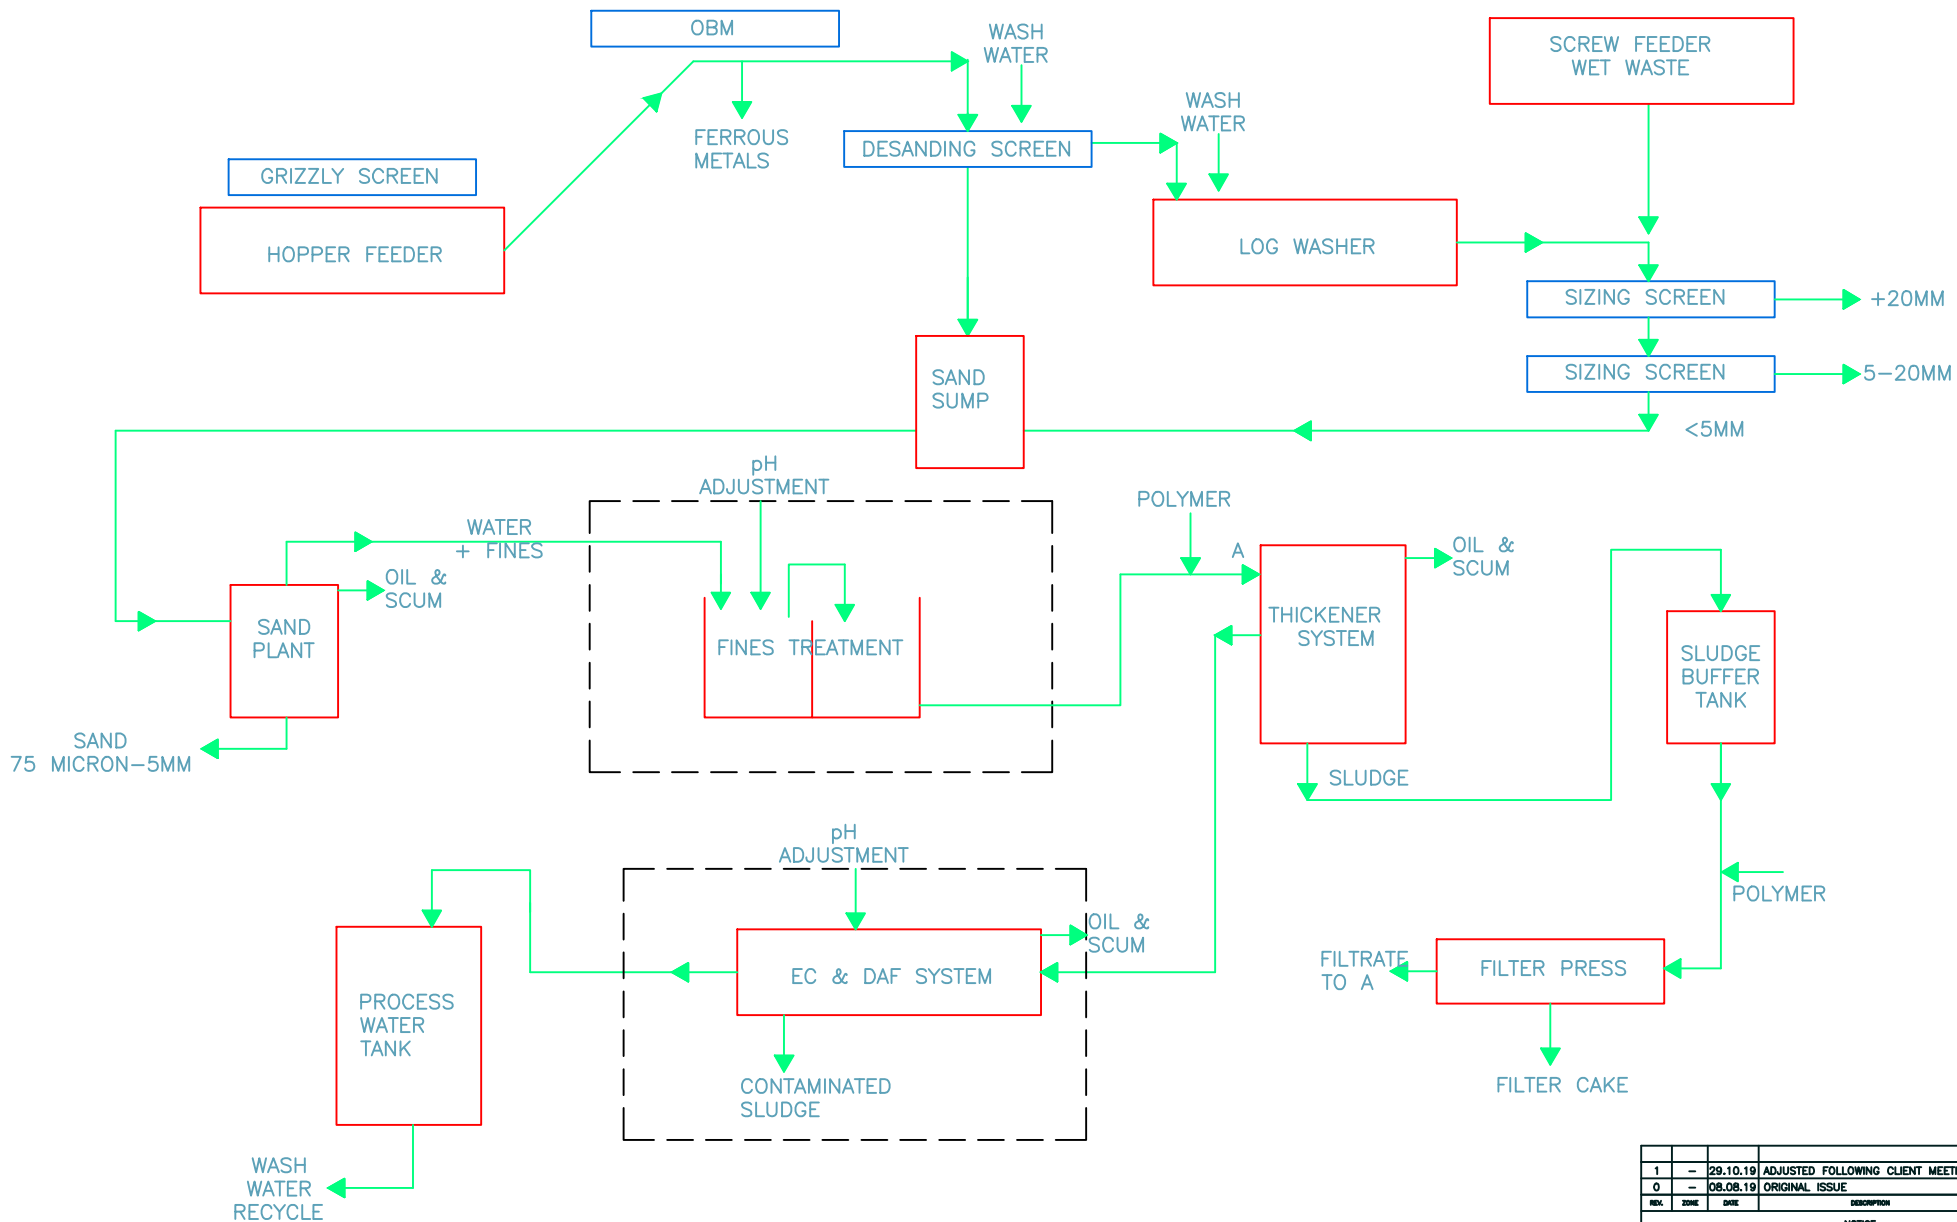 OBM
WASH
WATER
SCREW FEEDER
WET WASTE
WASH
WATER
FERROUS
METALS
DESANDING SCREEN
GRIZZLY SCREEN
HOPPER FEEDER
LOG WASHER
SIZING SCREEN
+20MM
SIZING SCREEN
5-20MM
<5MM
SAND
SUMP
pH
ADJUSTMENT
WATER
+ FINES
POLYMER
A
OIL &
SCUM
OIL &
SCUM
SAND
PLANT
FINES TREATMENT
THICKENER
SYSTEM
SLUDGE
BUFFER
TANK
SAND
75 MICRON-5MM
SLUDGE
pH
ADJUSTMENT
POLYMER
OIL &
SCUM
EC & DAF SYSTEM
FILTRATE
TO A
FILTER PRESS
PROCESS
WATER
TANK
CONTAMINATED
SLUDGE
FILTER CAKE
WASH
WATER
RECYCLE
1 - 29.10.19 ADJUSTED FOLLOWING CLIENT
0 - 08.08.19 ORIGINAL ISSUE
REV. ZONE DATE DESCRIPTION